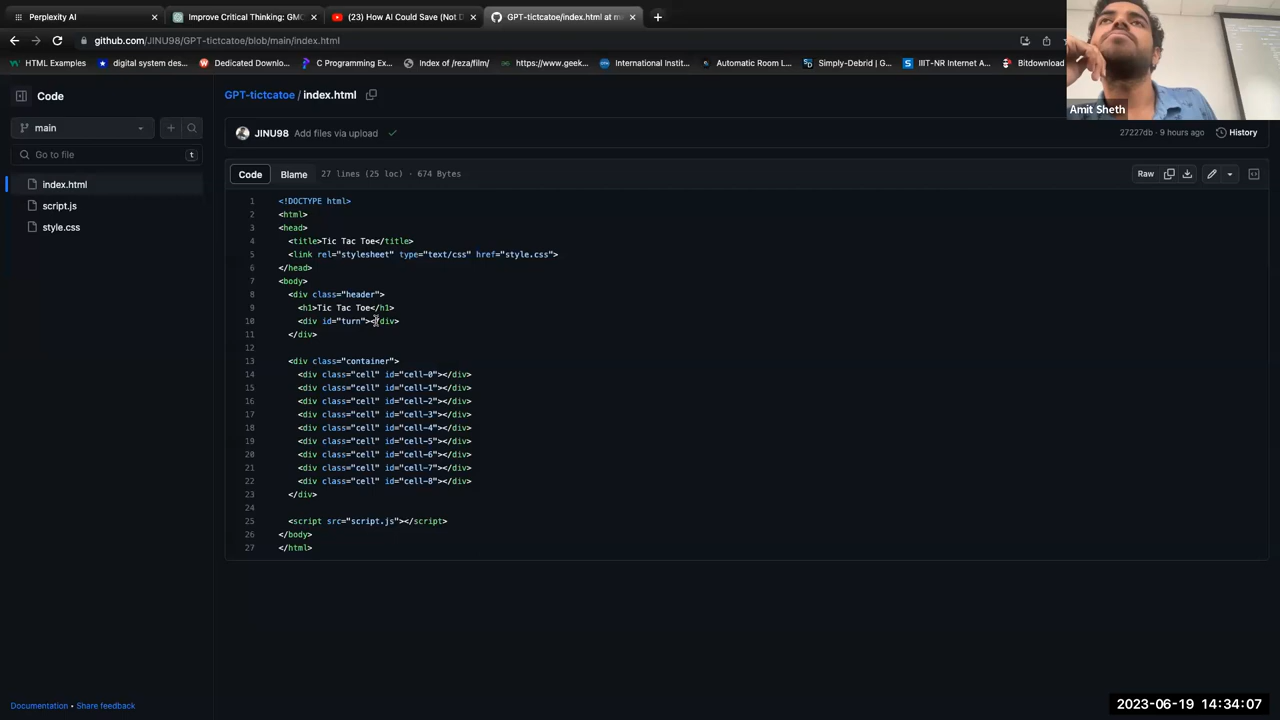 Perplexity AI
Improve Critical Thinking: GMC
(23) How AI Could Save (Not D
GPT-tictcatoe/index.html at m
github.com/JINU98/GPT-tictcatoe/blob/main/index.html
HTML Examples
digital system des...
Dedicated Downlo...
C Programming Ex...
Index of /reza/film/
https://www.geek...
International Instit...
Automatic Room L...
Simply-Debrid | G...
IIIT-NR Internet A...
Bitdownload
Amit Sheth
Code
main
Go to file
t
index.html
script.js
style.css
Documentation • Share feedback
GPT-tictcatoe / index.html
JINU98 Add files via upload
27227db · 9 hours ago
History
Code
Blame
27 lines (25 loc) · 674 Bytes
Raw
1 <!DOCTYPE html>
2 <html>
3 <head>
4 <title>Tic Tac Toe</title>
5 <link rel="stylesheet" type="text/css" href="style.css">
6 </head>
7 <body>
8 <div class="header">
9 <h1>Tic Tac Toe</h1>
10 <div id="turn"></div>
11 </div>
12
13 <div class="container">
14 <div class="cell" id="cell-0"></div>
15 <div class="cell" id="cell-1"></div>
16 <div class="cell" id="cell-2"></div>
17 <div class="cell" id="cell-3"></div>
18 <div class="cell" id="cell-4"></div>
19 <div class="cell" id="cell-5"></div>
20 <div class="cell" id="cell-6"></div>
21 <div class="cell" id="cell-7"></div>
22 <div class="cell" id="cell-8"></div>
23 </div>
24
25 <script src="script.js"></script>
26 </body>
27 </html>
2023-06-19 14:34:07